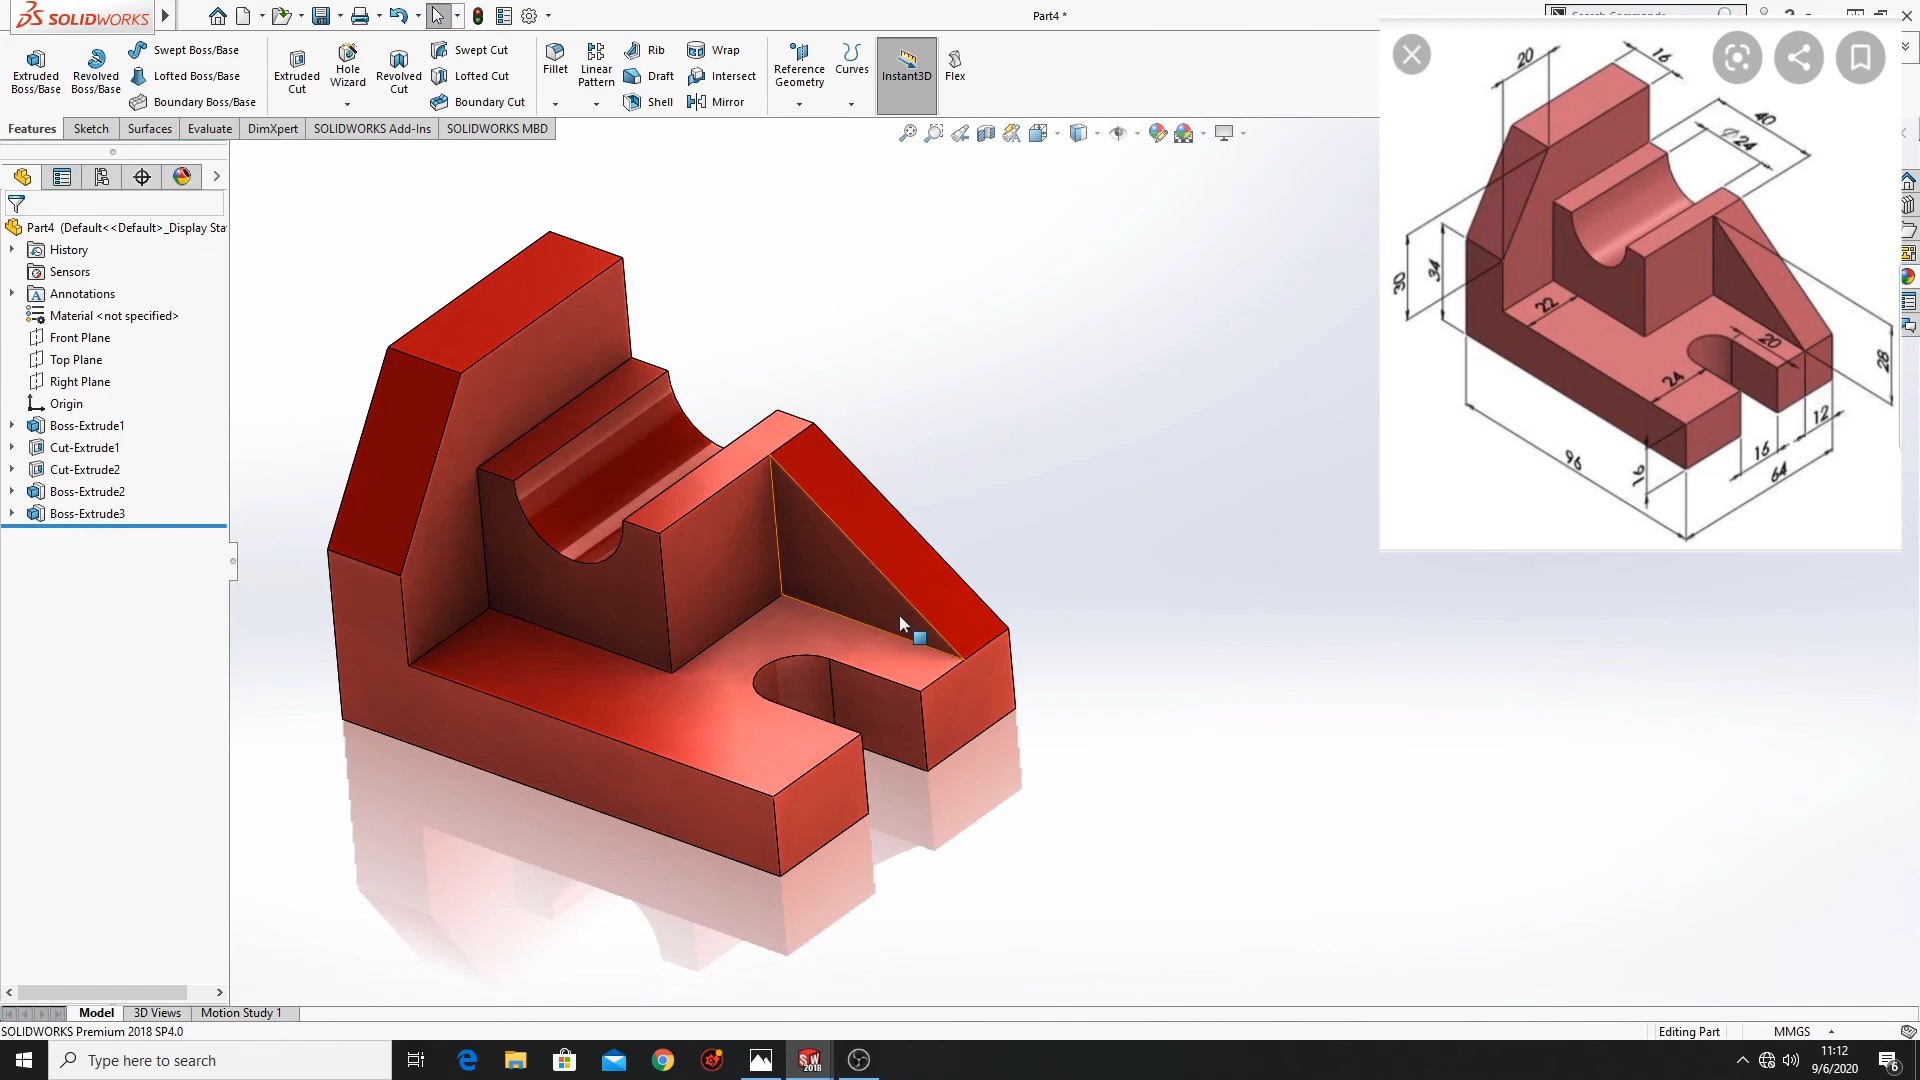 SOLIDWORKS
Part4 *
Search Commands
Extruded Boss/Base
Revolved Boss/Base
Swept Boss/Base
Lofted Boss/Base
Boundary Boss/Base
Extruded Cut
Hole Wizard
Revolved Cut
Swept Cut
Lofted Cut
Boundary Cut
Fillet
Linear Pattern
Rib
Draft
Shell
Wrap
Intersect
Mirror
Reference Geometry
Curves
Instant3D
Flex
Features
Sketch
Surfaces
Evaluate
DimXpert
SOLIDWORKS Add-Ins
SOLIDWORKS MBD
Part4 (Default<<Default>_Display Sta
History
Sensors
Annotations
Material <not specified>
Front Plane
Top Plane
Right Plane
Origin
Boss-Extrude1
Cut-Extrude1
Cut-Extrude2
Boss-Extrude2
Boss-Extrude3
20
16
40
Ø24
30
34
22
20
28
24
12
16
16
64
96
Model
3D Views
Motion Study 1
SOLIDWORKS Premium 2018 SP4.0
Editing Part
MMGS
Type here to search
SW
2018
11:12
9/6/2020
6